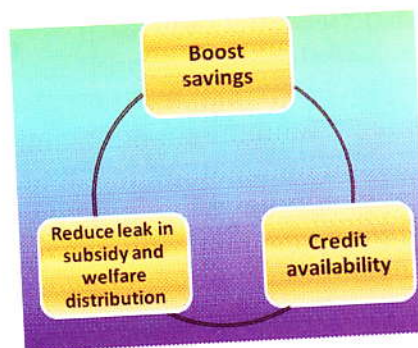 Boost
savings
Reduce leak in
subsidy and
welfare
distribution
Credit
availability